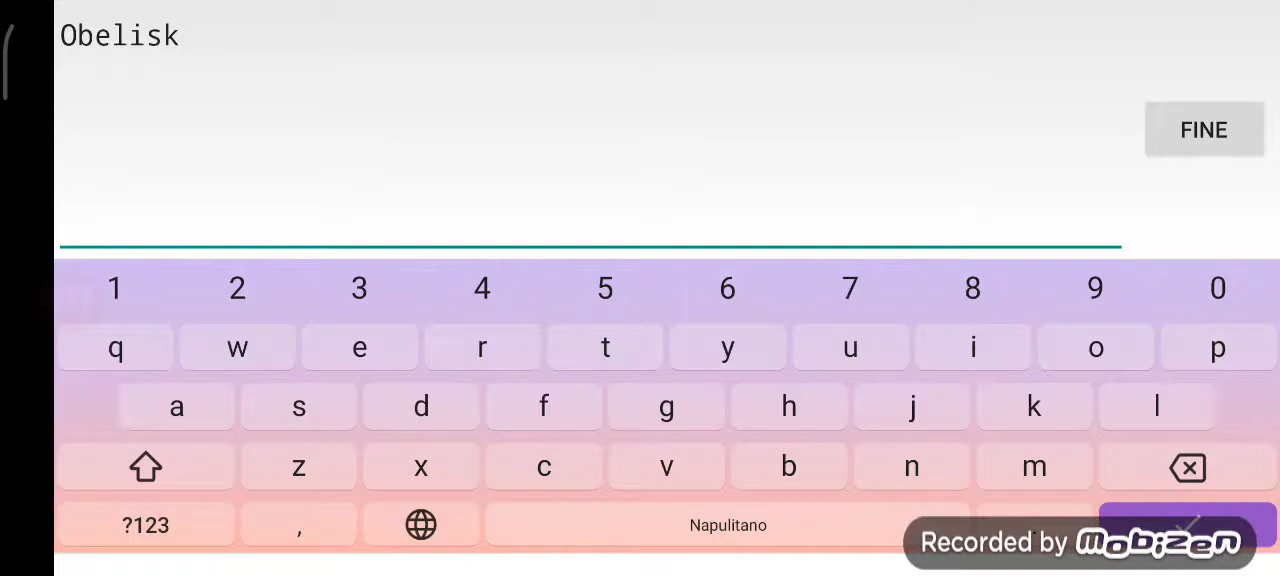 Obelisk
FINE
1 2 3 4 5 6 7 8 9 0
q w e r t y u i o p
a s d f g h j k l
z x c v b n m
?123 , Napulitano
Recorded by Mobizen